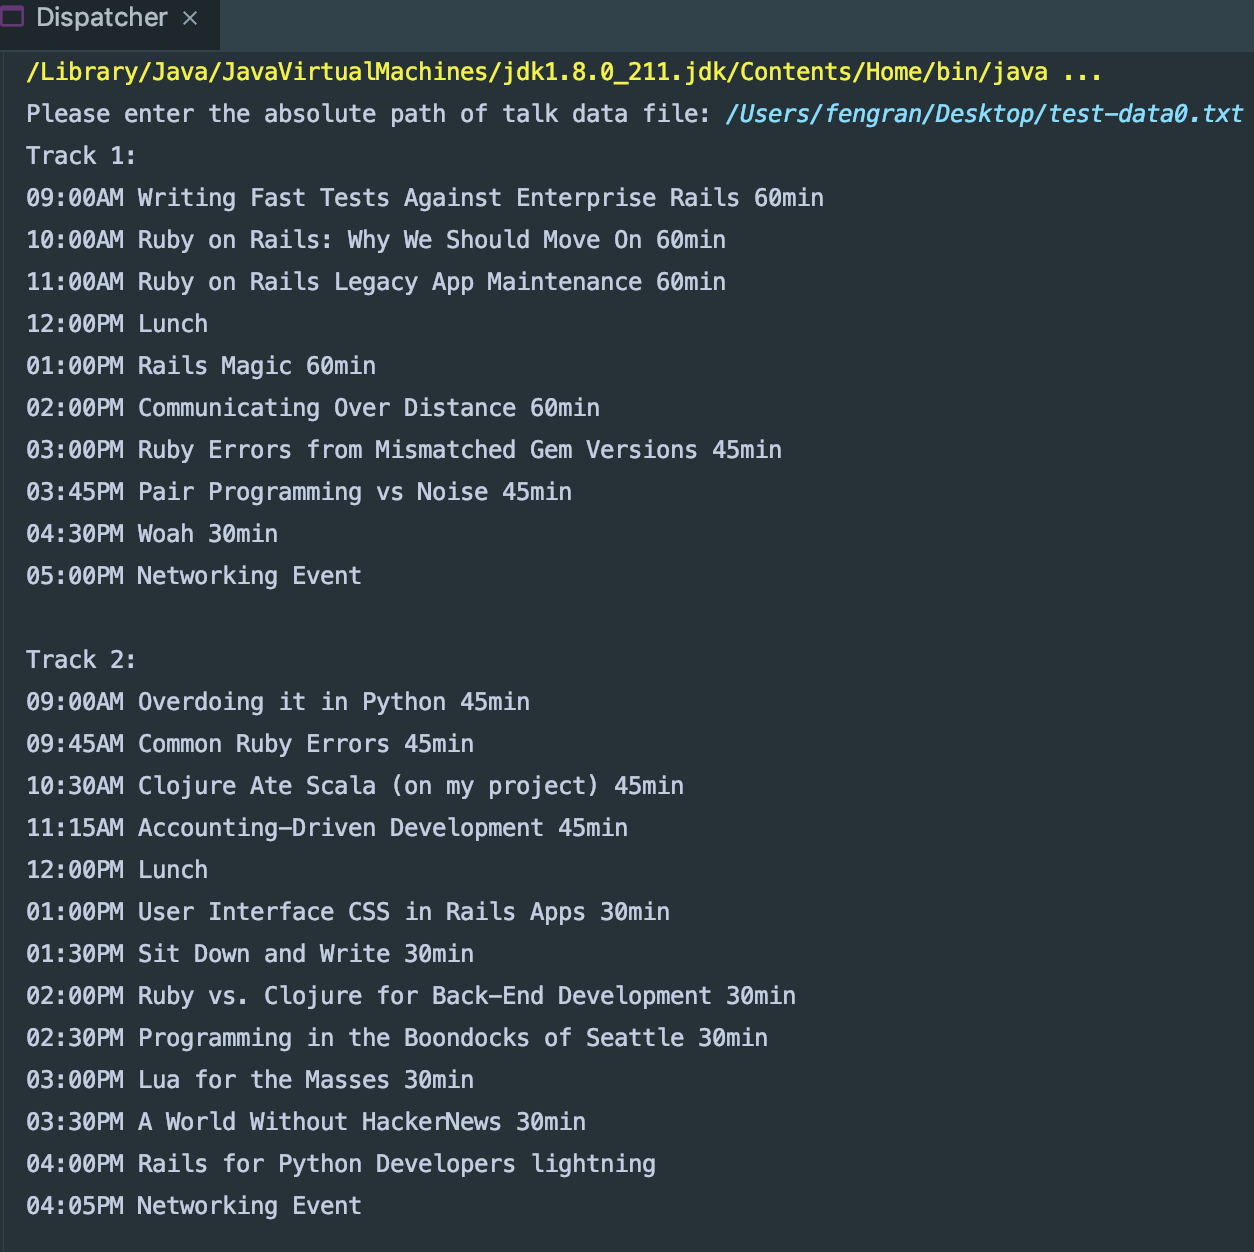 Dispatcher ×
/Library/Java/JavaVirtualMachines/jdk1.8.0_211.jdk/Contents/Home/bin/java ...
Please enter the absolute path of talk data file: /Users/fengran/Desktop/test-data0.txt
Track 1:
09:00AM Writing Fast Tests Against Enterprise Rails 60min
10:00AM Ruby on Rails: Why We Should Move On 60min
11:00AM Ruby on Rails Legacy App Maintenance 60min
12:00PM Lunch
01:00PM Rails Magic 60min
02:00PM Communicating Over Distance 60min
03:00PM Ruby Errors from Mismatched Gem Versions 45min
03:45PM Pair Programming vs Noise 45min
04:30PM Woah 30min
05:00PM Networking Event
Track 2:
09:00AM Overdoing it in Python 45min
09:45AM Common Ruby Errors 45min
10:30AM Clojure Ate Scala (on my project) 45min
11:15AM Accounting-Driven Development 45min
12:00PM Lunch
01:00PM User Interface CSS in Rails Apps 30min
01:30PM Sit Down and Write 30min
02:00PM Ruby vs. Clojure for Back-End Development 30min
02:30PM Programming in the Boondocks of Seattle 30min
03:00PM Lua for the Masses 30min
03:30PM A World Without HackerNews 30min
04:00PM Rails for Python Developers lightning
04:05PM Networking Event